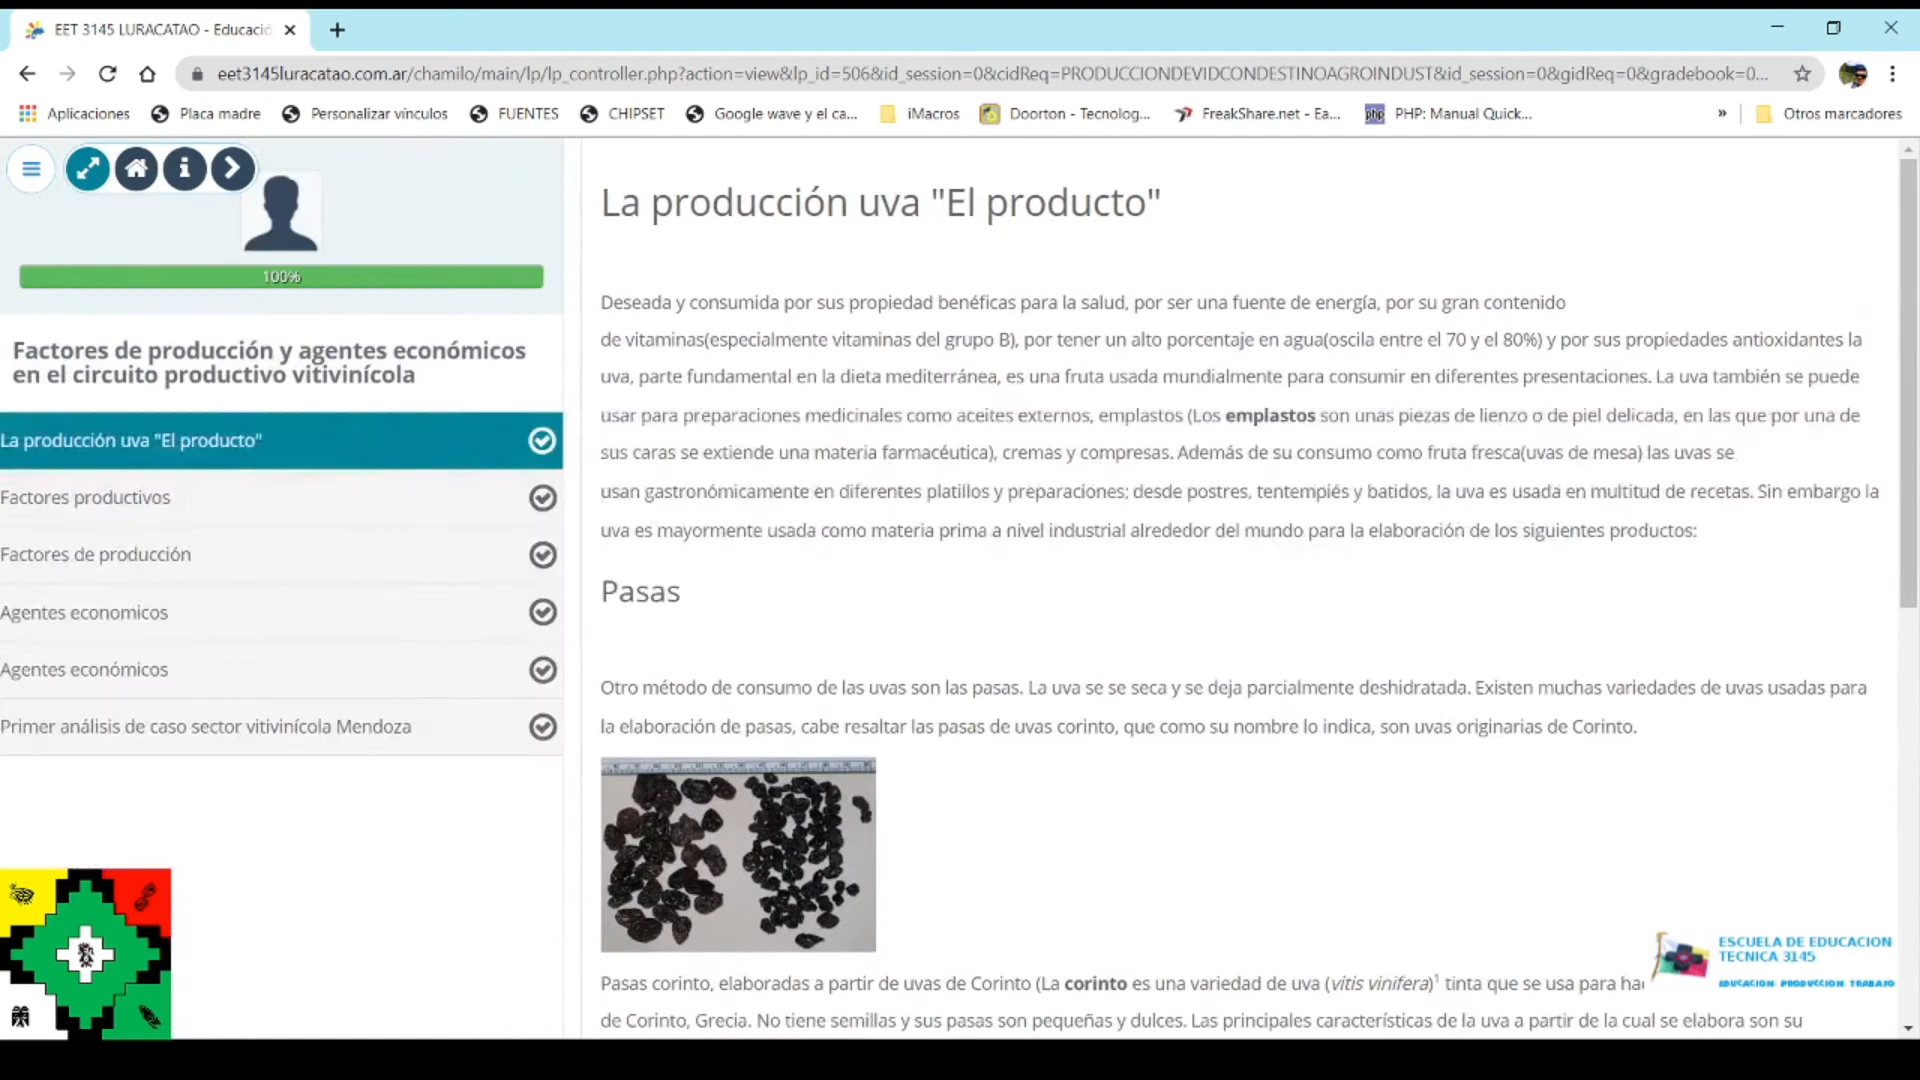 EET 3145 LURACATAO - Educació
eet3145luracatao.com.ar/chamilo/main/lp/lp_controller.php?action=view&lp_id=506&id_session=0&cidReq=PRODUCCIONDEVIDCONDESTINOAGROINDUST&id_session=0&gidReq=0&gradebook=0...
Aplicaciones Placa madre Personalizar vínculos FUENTES CHIPSET Google wave y el ca... iMacros Doorton - Tecnolog... FreakShare.net - Ea... php PHP: Manual Quick... » Otros marcadores
100%
Factores de producción y agentes económicos
en el circuito productivo vitivinícola
La producción uva "El producto"
Factores productivos
Factores de producción
Agentes economicos
Agentes económicos
Primer análisis de caso sector vitivinícola Mendoza
La producción uva "El producto"
Deseada y consumida por sus propiedad benéficas para la salud, por ser una fuente de energía, por su gran contenido
de vitaminas(especialmente vitaminas del grupo B), por tener un alto porcentaje en agua(oscila entre el 70 y el 80%) y por sus propiedades antioxidantes la
uva, parte fundamental en la dieta mediterránea, es una fruta usada mundialmente para consumir en diferentes presentaciones. La uva también se puede
usar para preparaciones medicinales como aceites externos, emplastos (Los emplastos son unas piezas de lienzo o de piel delicada, en las que por una de
sus caras se extiende una materia farmacéutica), cremas y compresas. Además de su consumo como fruta fresca(uvas de mesa) las uvas se
usan gastronómicamente en diferentes platillos y preparaciones; desde postres, tentempiés y batidos, la uva es usada en multitud de recetas. Sin embargo la
uva es mayormente usada como materia prima a nivel industrial alrededor del mundo para la elaboración de los siguientes productos:
Pasas
Otro método de consumo de las uvas son las pasas. La uva se se seca y se deja parcialmente deshidratada. Existen muchas variedades de uvas usadas para
la elaboración de pasas, cabe resaltar las pasas de uvas corinto, que como su nombre lo indica, son uvas originarias de Corinto.
Pasas corinto, elaboradas a partir de uvas de Corinto (La corinto es una variedad de uva (vitis vinifera)¹ tinta que se usa para hac
de Corinto, Grecia. No tiene semillas y sus pasas son pequeñas y dulces. Las principales características de la uva a partir de la cual se elabora son su
ESCUELA DE EDUCACION
TECNICA 3145
EDUCACION PRODUCCION TRABAJO